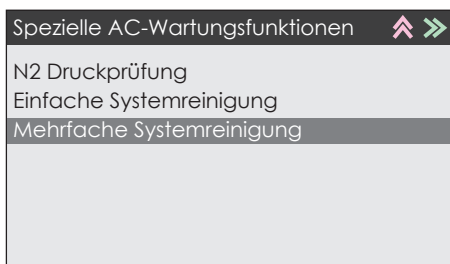 Spezielle AC-Wartungsfunktionen
N2 Druckprüfung
Einfache Systemreinigung
Mehrfache Systemreinigung